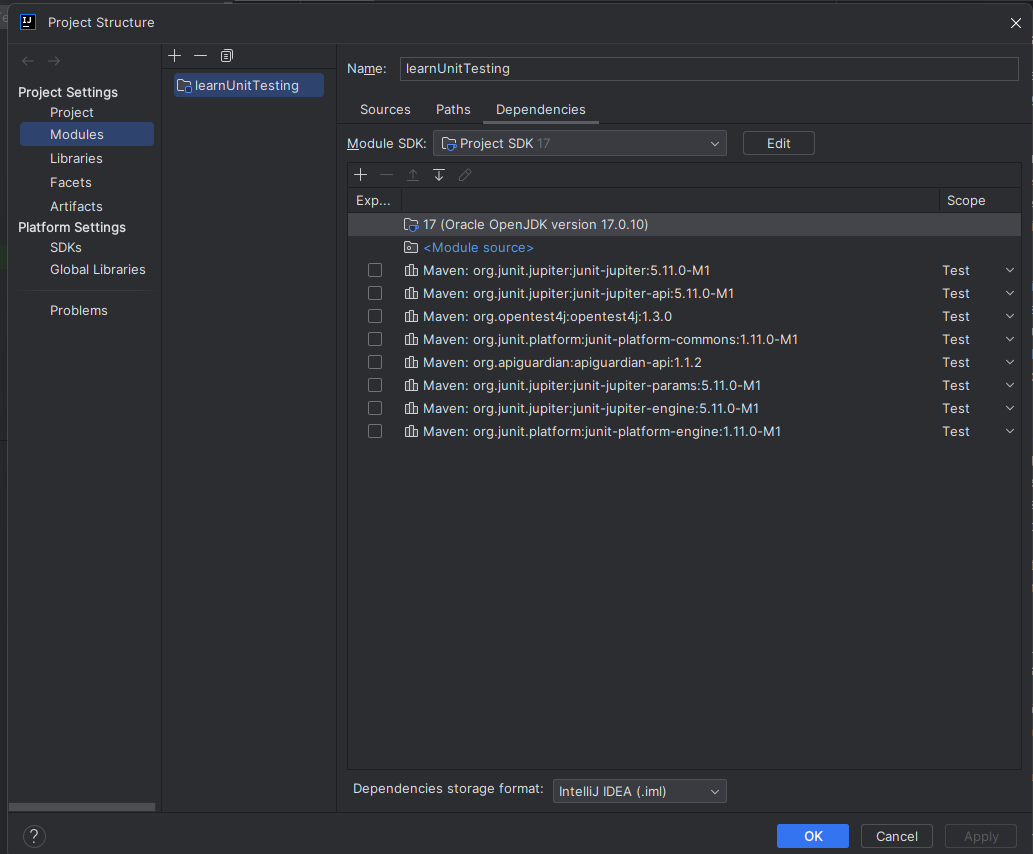 Project Structure
Project Settings
Project
Modules
Libraries
Facets
Artifacts
Platform Settings
SDKs
Global Libraries
Problems
learnUnitTesting
Name: learnUnitTesting
Sources Paths Dependencies
Module SDK: Project SDK 17 Edit
Exp... Scope
17 (Oracle OpenJDK version 17.0.10)
<Module source>
Maven: org.junit.jupiter:junit-jupiter:5.11.0-M1 Test
Maven: org.junit.jupiter:junit-jupiter-api:5.11.0-M1 Test
Maven: org.opentest4j:opentest4j:1.3.0 Test
Maven: org.junit.platform:junit-platform-commons:1.11.0-M1 Test
Maven: org.apiguardian:apiguardian-api:1.1.2 Test
Maven: org.junit.jupiter:junit-jupiter-params:5.11.0-M1 Test
Maven: org.junit.jupiter:junit-jupiter-engine:5.11.0-M1 Test
Maven: org.junit.platform:junit-platform-engine:1.11.0-M1 Test
Dependencies storage format: IntelliJ IDEA (.iml)
? OK Cancel Apply